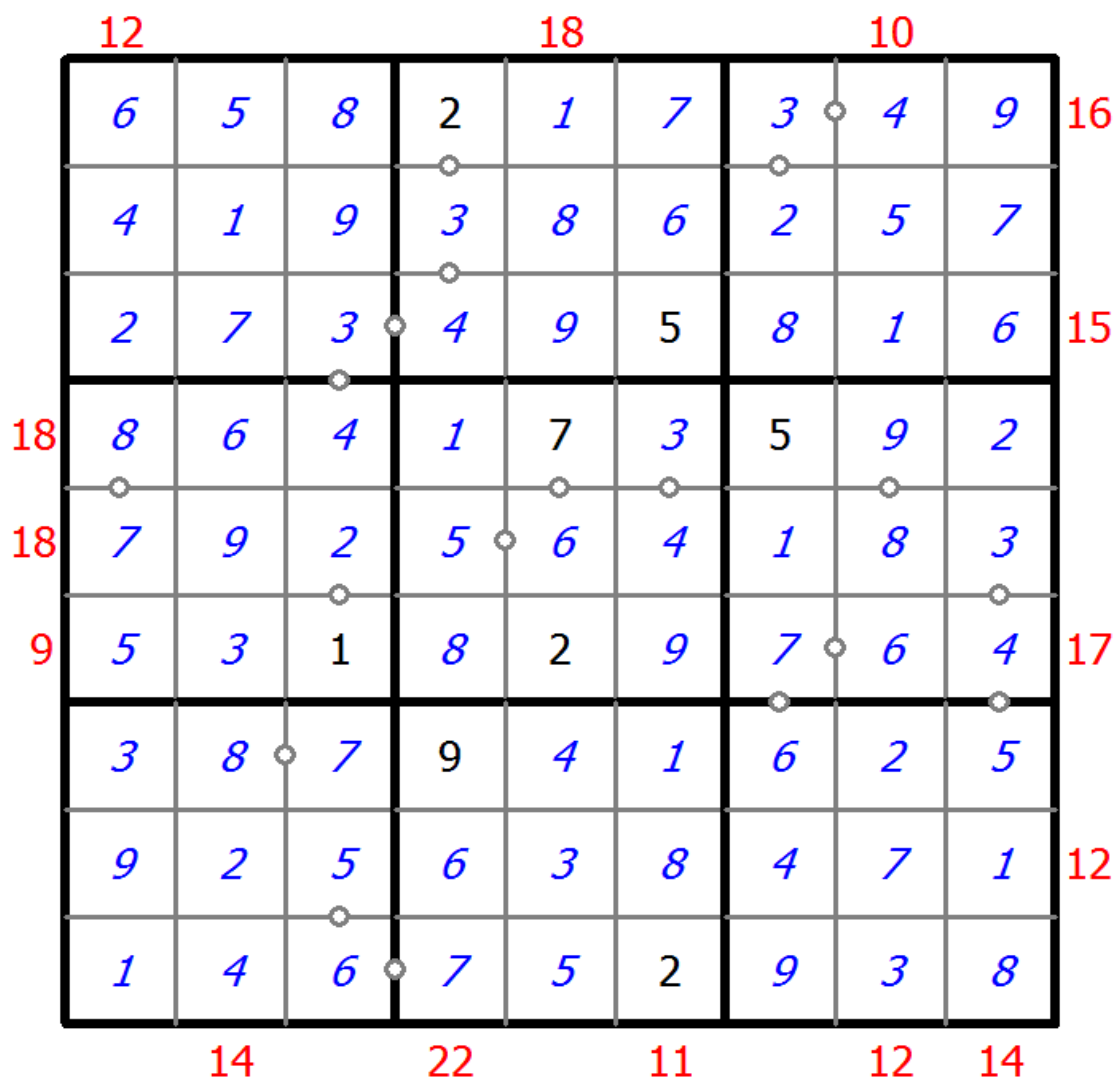 12 18 10
6 5 8 2 1 7 3 4 9 16
4 1 9 3 8 6 2 5 7
2 7 3 4 9 5 8 1 6 15
18 8 6 4 1 7 3 5 9 2
18 7 9 2 5 6 4 1 8 3
9 5 3 1 8 2 9 7 6 4 17
3 8 7 9 4 1 6 2 5
9 2 5 6 3 8 4 7 1 12
1 4 6 7 5 2 9 3 8
14 22 11 12 14